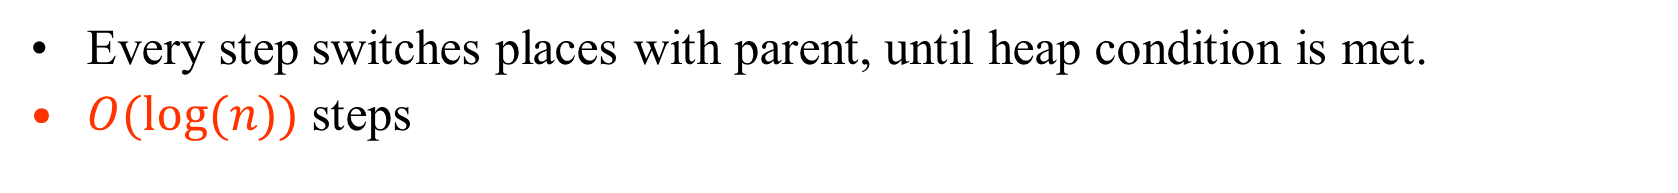 • Every step switches places with parent, until heap condition is met.
• O(log(n)) steps